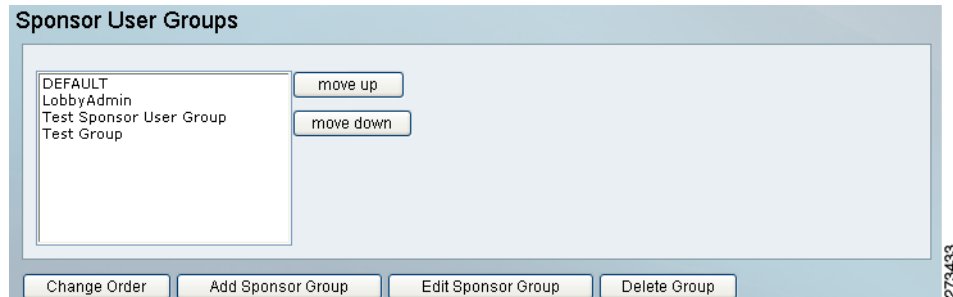 Sponsor User Groups
DEFAULT
LobbyAdmin
Test Sponsor User Group
Test Group
move up
move down
Change Order
Add Sponsor Group
Edit Sponsor Group
Delete Group
273433